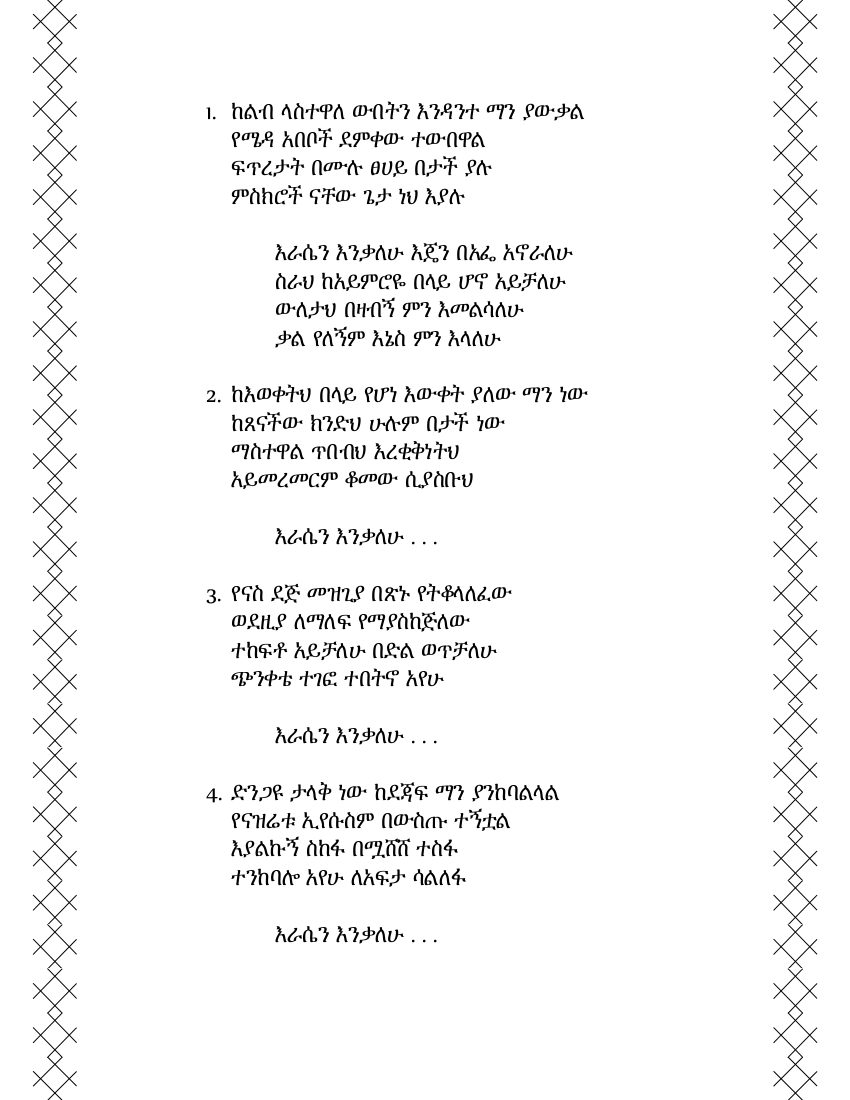 1. ከልብ ላስተዋለ ውበትን እንዳንተ ማን ያውቃል
የሜዳ አበቦች ደምቀው ተውበዋል
ፍጥረታት በሙሉ ፀሀይ በታች ያሉ
ምስክሮች ናቸው ጌታ ነህ እያሉ
እራሴን እንቃለሁ እጄን በአፌ አኖራለሁ
ስራህ ከአይምሮዬ በላይ ሆኖ አይቻለሁ
ውለታህ በዛብኝ ምን እመልሳለሁ
ቃል የለኝም እኔስ ምን እላለሁ
2. ከእወቀትህ በላይ የሆነ እውቀት ያለው ማን ነው
ከጸናችው ክንድህ ሁሉም በታች ነው
ማስተዋል ጥበብህ እረቂቅነትህ
አይመረመርም ቆመው ሲያስቡህ
እራሴን እንቃለሁ . . .
3. የናስ ደጅ መዝጊያ በጽኑ የትቆላለፈው
ወደዚያ ለማለፍ የማያስከጅለው
ተከፍቶ አይቻለሁ በድል ወጥቻለሁ
ጭንቀቴ ተገፎ ተበትኖ አየሁ
እራሴን እንቃለሁ . . .
4. ድንጋዩ ታላቅ ነው ከደጃፍ ማን ያንከባልላል
የናዝሬቱ ኢየሱስም በውስጡ ተኝቷል
እያልኩኝ ስከፋ በሟሸሸ ተስፋ
ተንከባሎ አየሁ ለአፍታ ሳልለፋ
እራሴን እንቃለሁ . . .